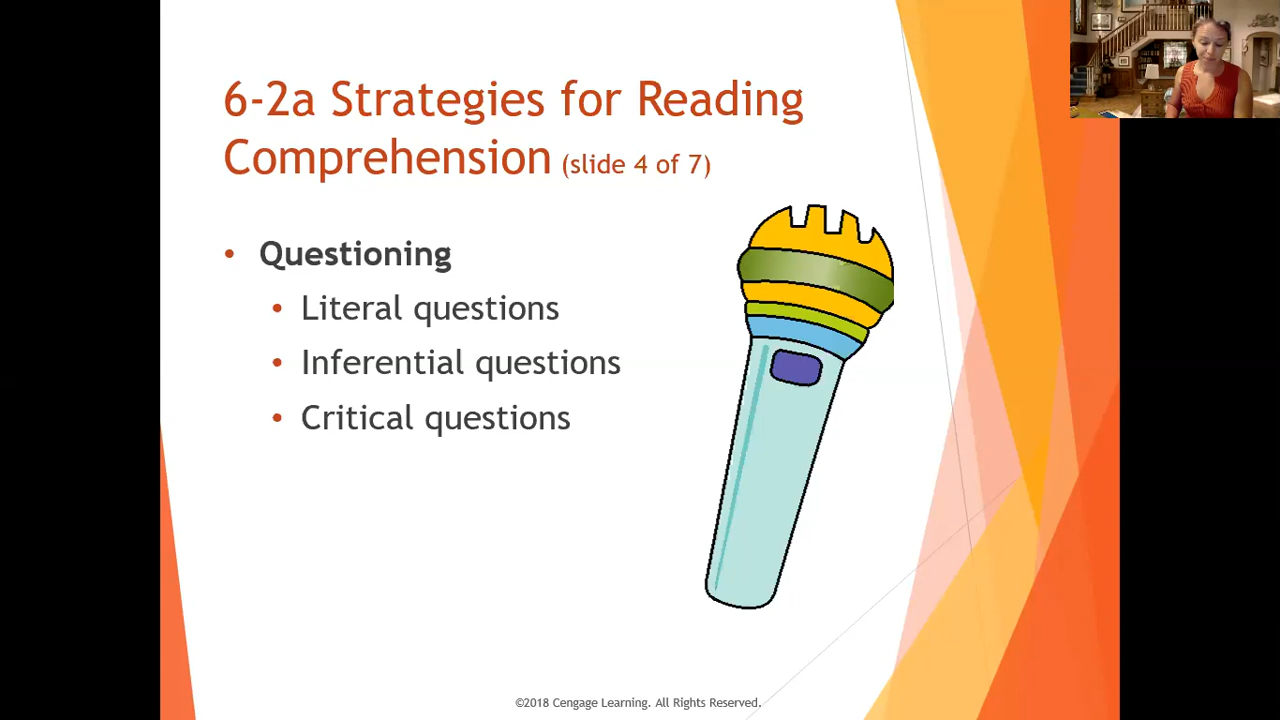 6-2a Strategies for Reading
Comprehension (slide 4 of 7)
• Questioning
• Literal questions
• Inferential questions
• Critical questions
©2018 Cengage Learning. All Rights Reserved.